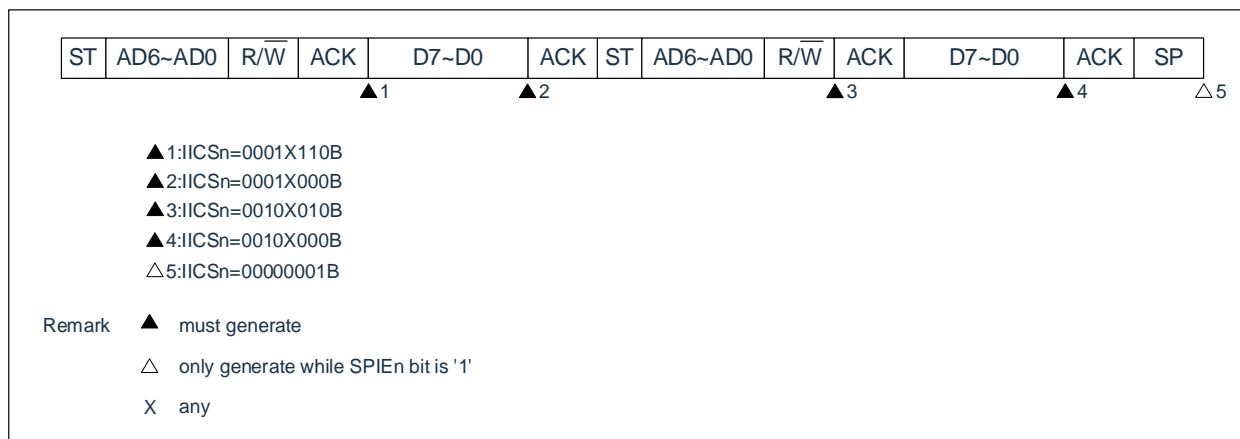 ST AD6~AD0 R/W̅ ACK D7~D0 ACK ST AD6~AD0 R/W̅ ACK D7~D0 ACK SP
▲1 ▲2 ▲3 ▲4 △5
▲1:IICSn=0001X110B
▲2:IICSn=0001X000B
▲3:IICSn=0010X010B
▲4:IICSn=0010X000B
△5:IICSn=00000001B
Remark ▲ must generate
△ only generate while SPIEn bit is '1'
X any